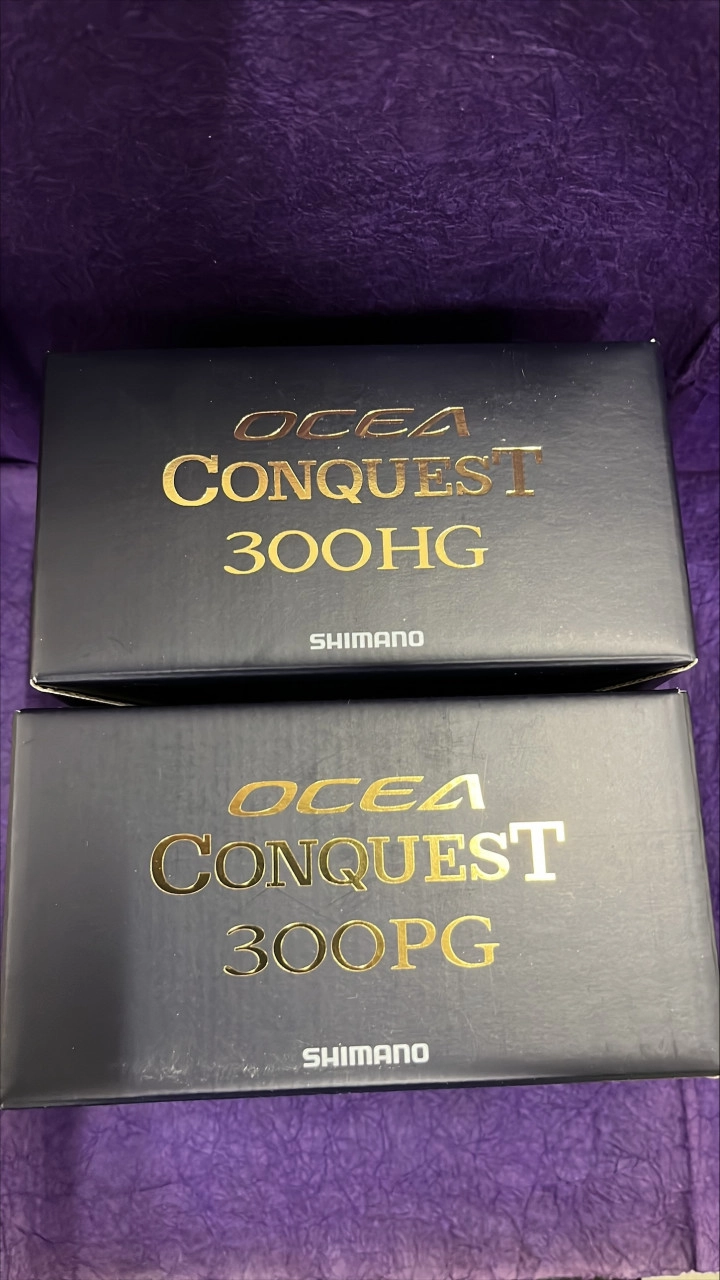 OCEA
CONQUEST
300HG
SHIMANO
OCEA
CONQUEST
300PG
SHIMANO